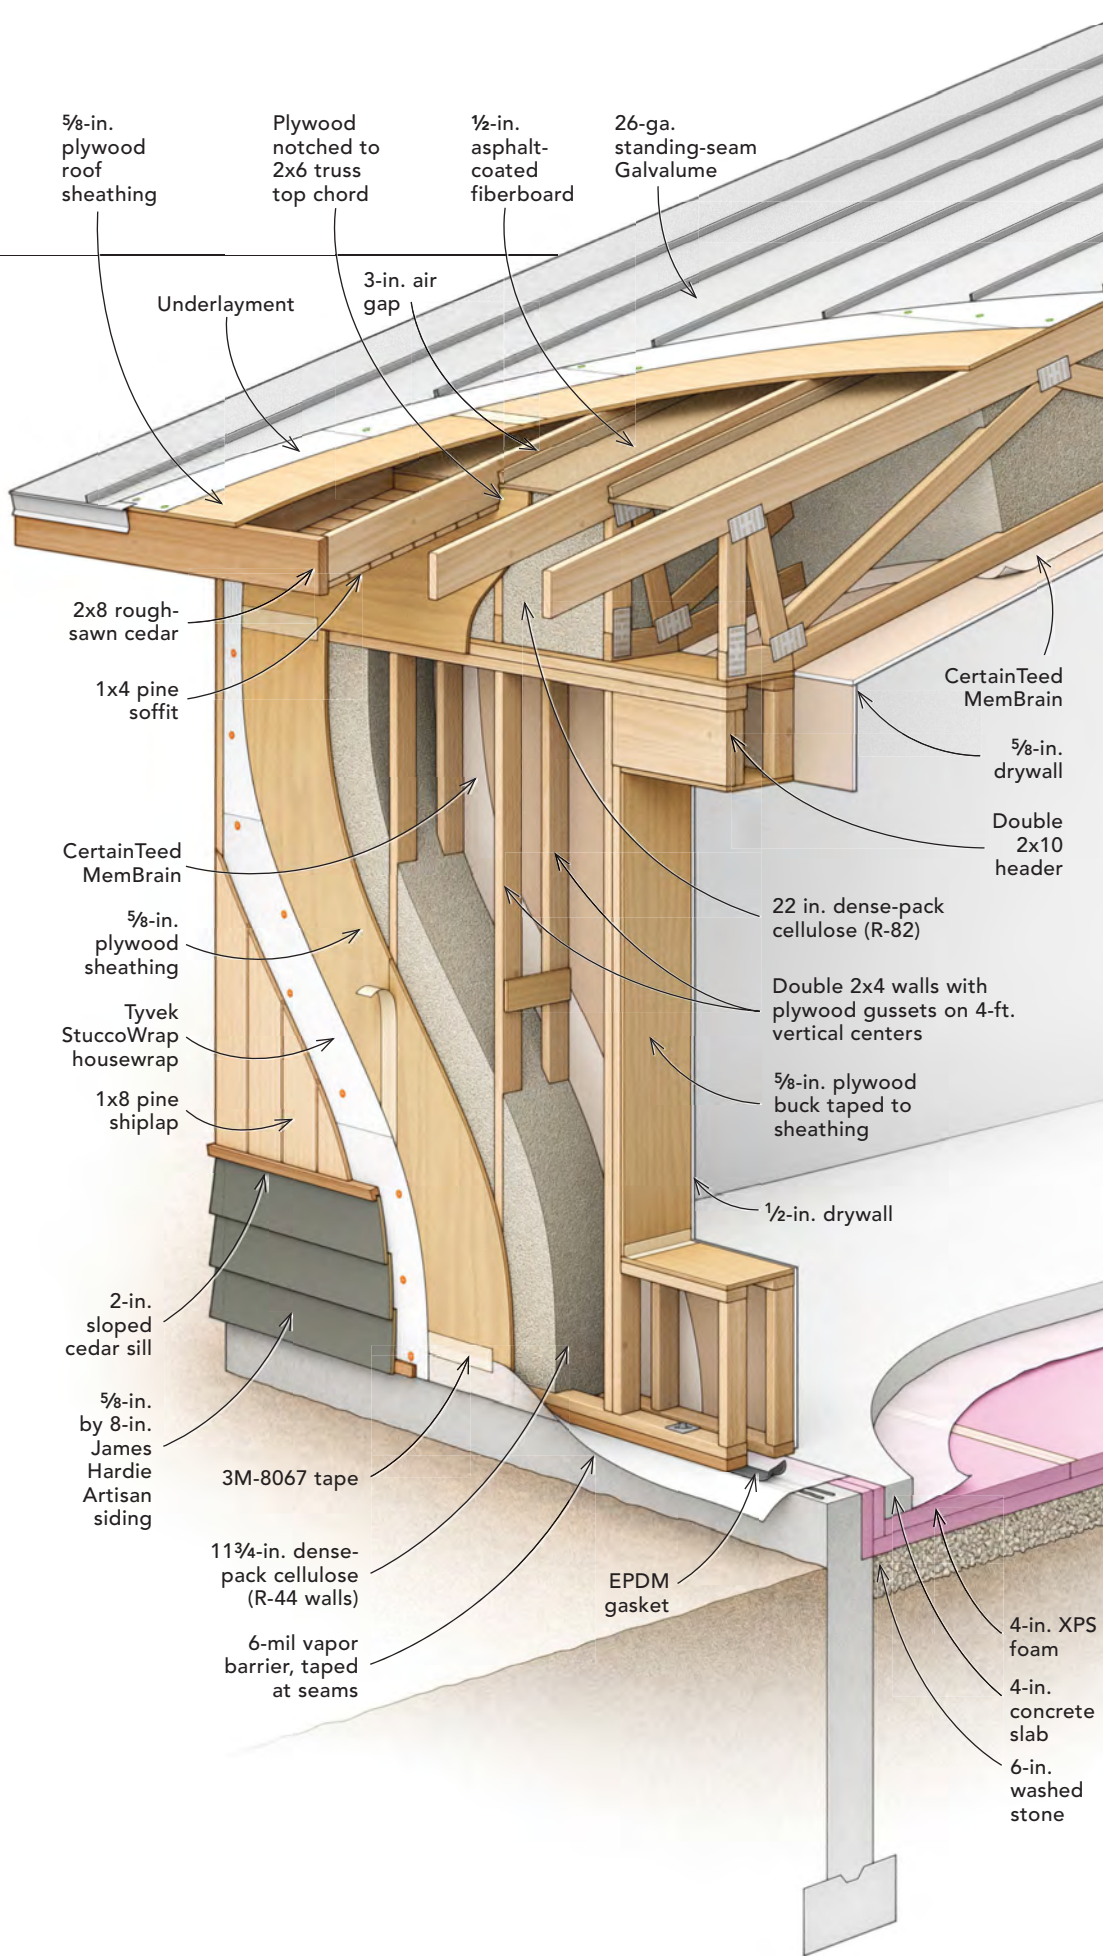 ⅝-in.
plywood
roof
sheathing
Plywood
notched to
2x6 truss
top chord
½-in.
asphalt-
coated
fiberboard
26-ga.
standing-seam
Galvalume
Underlayment
3-in. air
gap
2x8 rough-
sawn cedar
1x4 pine
soffit
CertainTeed
MemBrain
⅝-in.
drywall
Double
2x10
header
CertainTeed
MemBrain
⅝-in.
plywood
sheathing
Tyvek
StuccoWrap
housewrap
1x8 pine
shiplap
22 in. dense-pack
cellulose (R-82)
Double 2x4 walls with
plywood gussets on 4-ft.
vertical centers
⅝-in. plywood
buck taped to
sheathing
½-in. drywall
2-in.
sloped
cedar sill
⅝-in.
by 8-in.
James
Hardie
Artisan
siding
3M-8067 tape
11¾-in. dense-
pack cellulose
(R-44 walls)
6-mil vapor
barrier, taped
at seams
EPDM
gasket
4-in. XPS
foam
4-in.
concrete
slab
6-in.
washed
stone